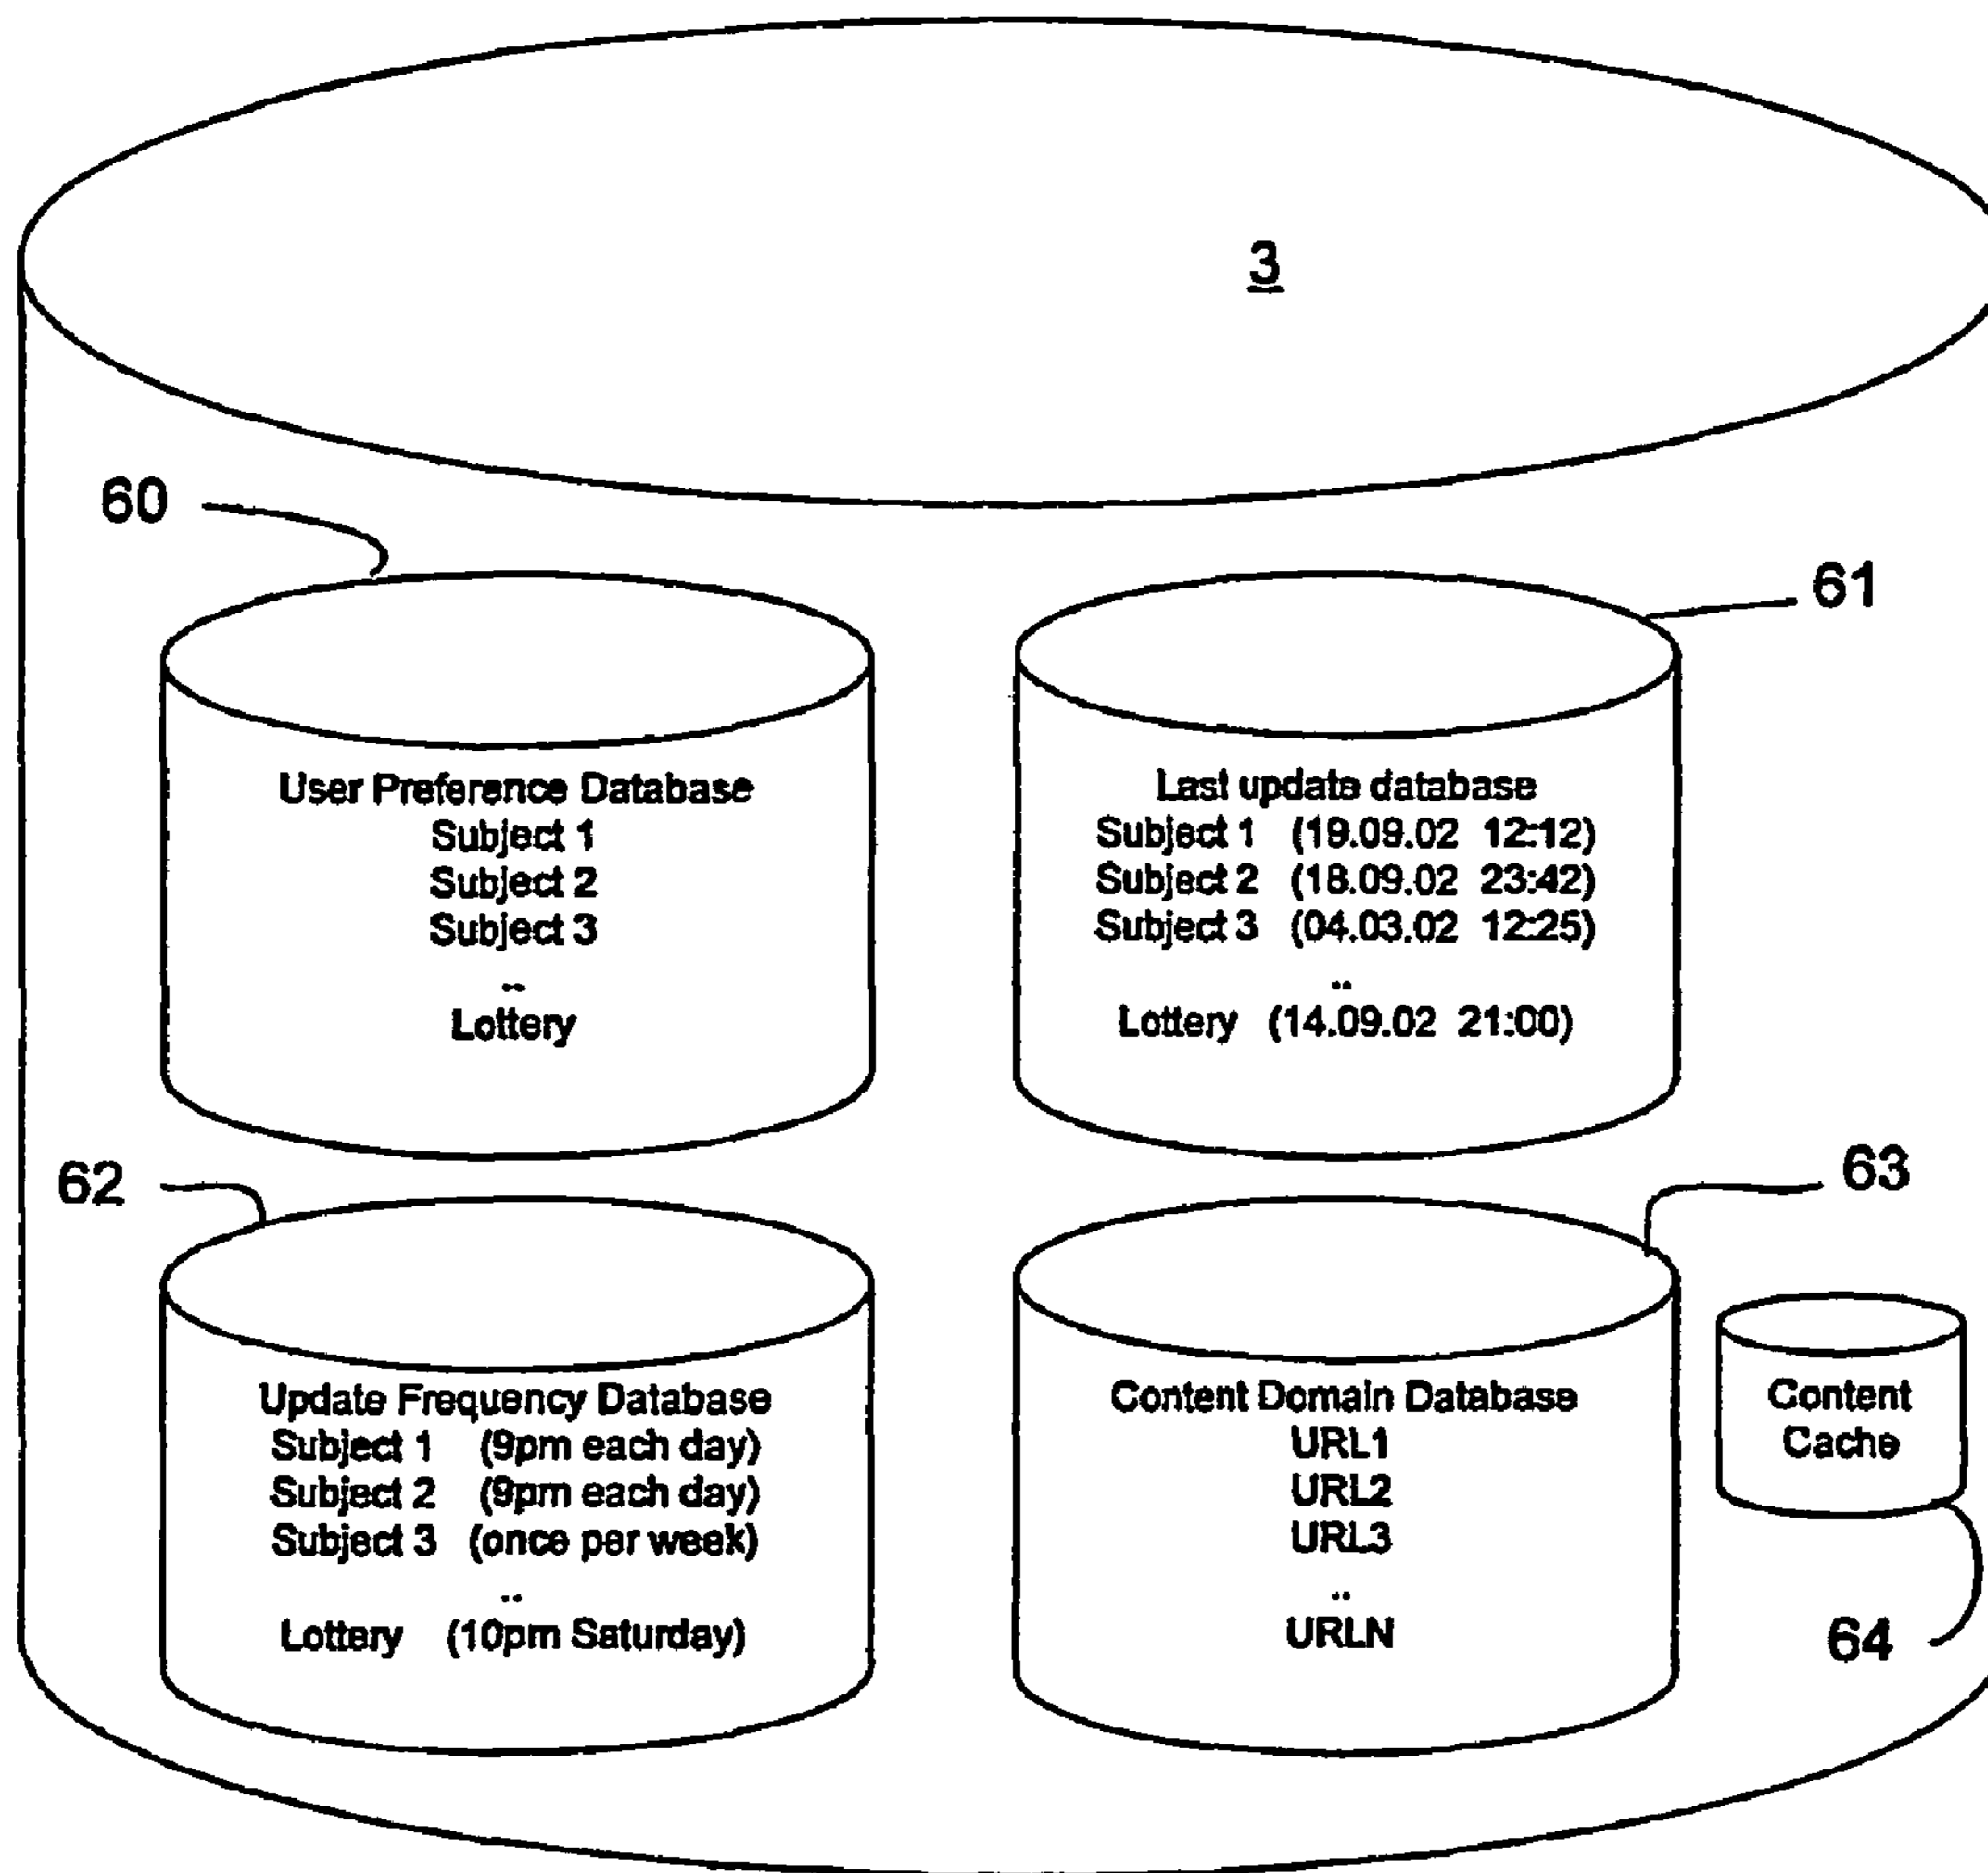 3
60
User Preference Database
Subject 1
Subject 2
Subject 3
..
Lottery
61
Last update database
Subject 1 (19.09.02 12:12)
Subject 2 (18.09.02 23:42)
Subject 3 (04.03.02 12:25)
..
Lottery (14.09.02 21:00)
62
Update Frequency Database
Subject 1 (9pm each day)
Subject 2 (9pm each day)
Subject 3 (once per week)
..
Lottery (10pm Saturday)
63
Content Domain Database
URL1
URL2
URL3
..
URLN
Content
Cache
64